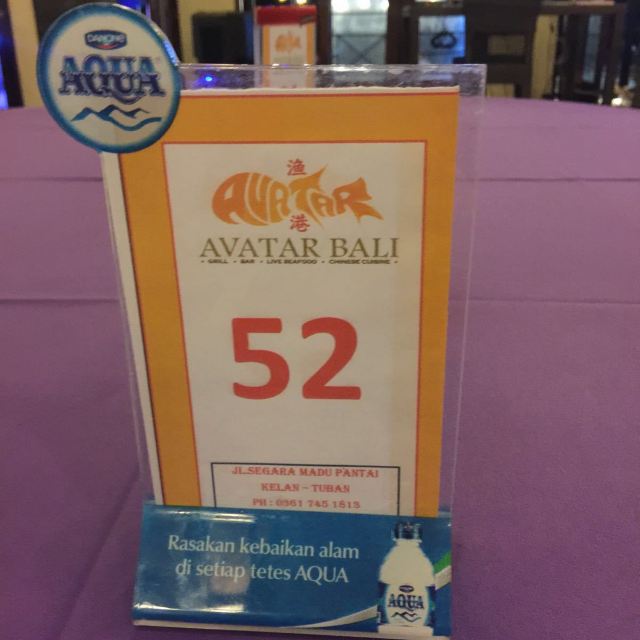 DANONE
AQUA
渔
AVATAR
港
AVATAR BALI
• GRILL • BAR • LIVE SEAFOOD • CHINESE CUISINE •
52
JL.SEGARA MADU PANTAI
KELAN – TUBAN
PH : 0361 745 1513
Rasakan kebaikan alam
di setiap tetes AQUA
AQUA